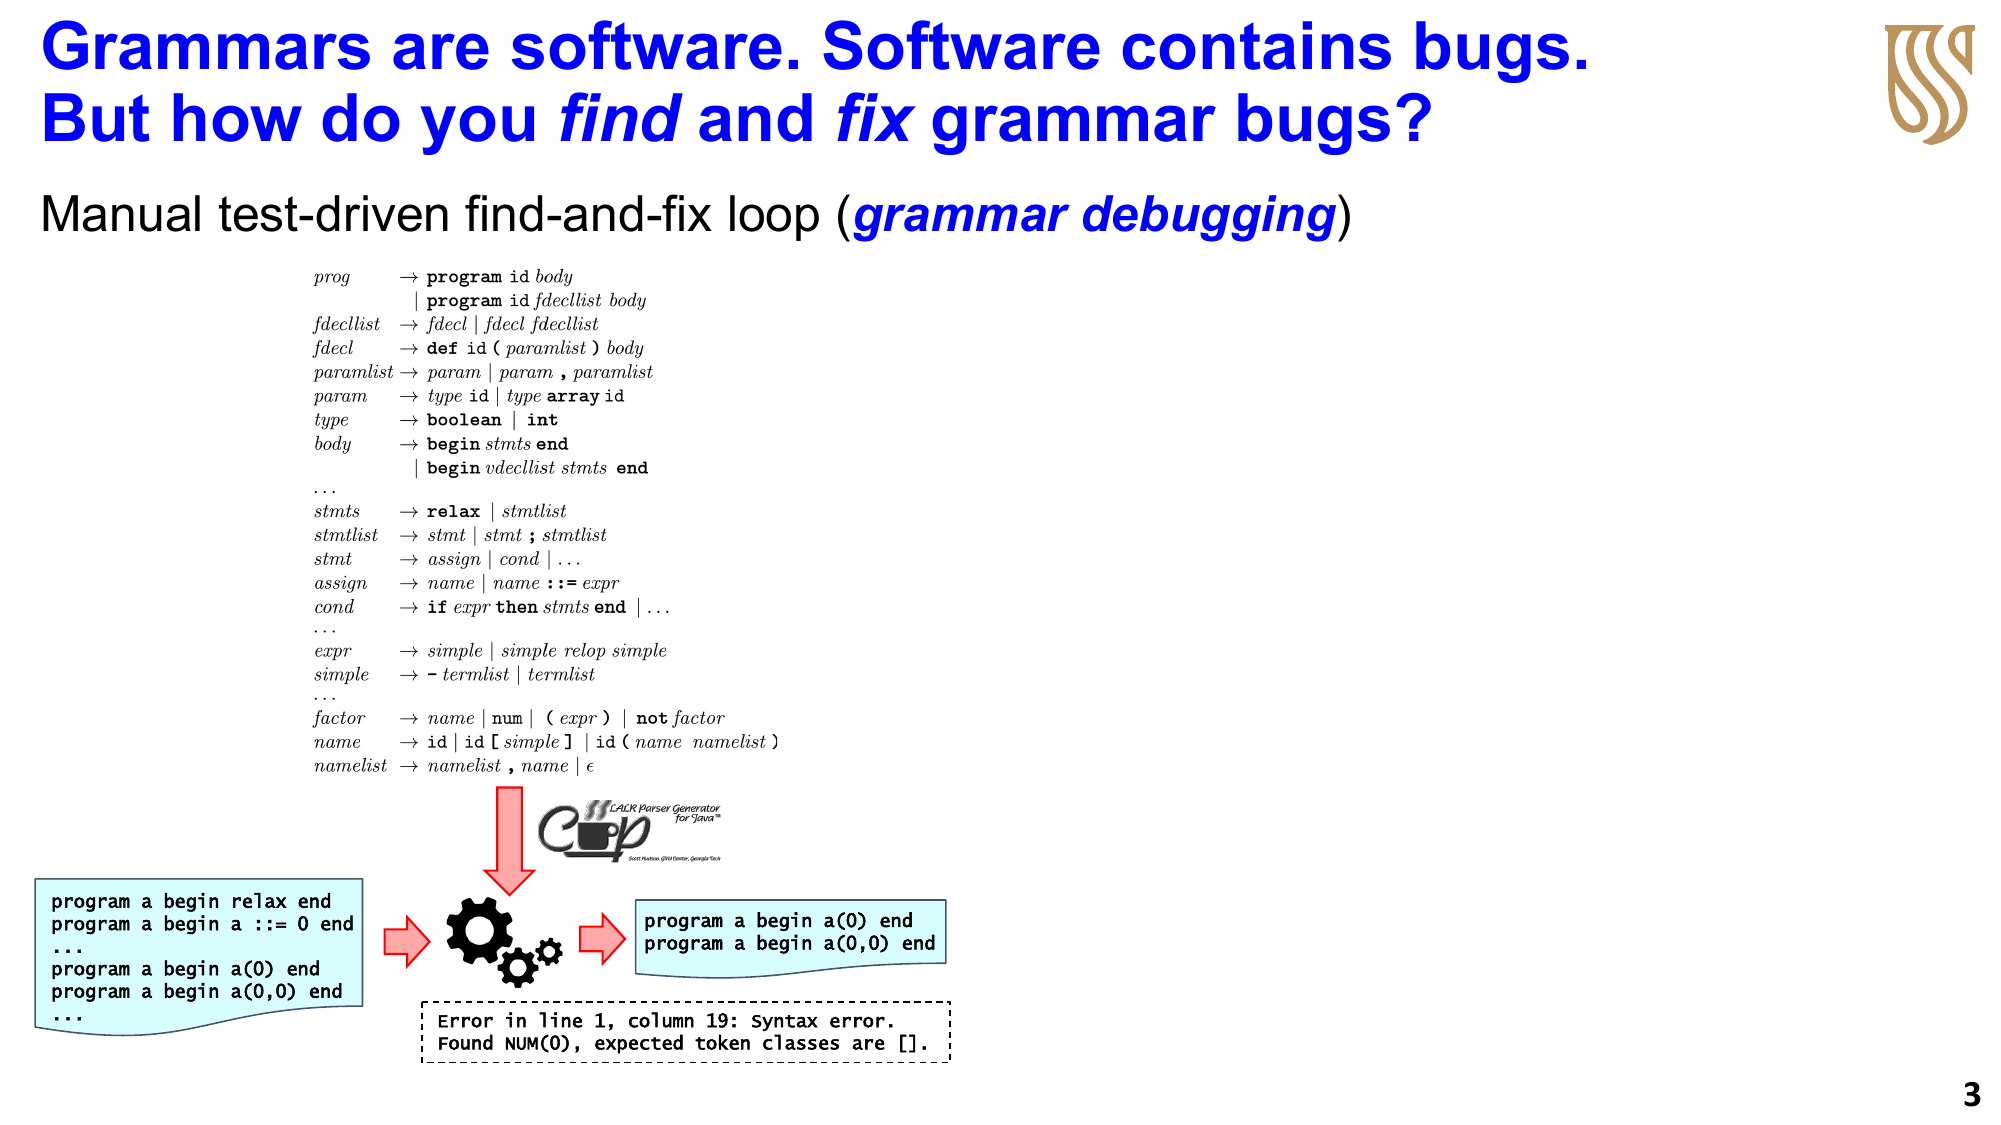 Grammars are software. Software contains bugs.
But how do you find and fix grammar bugs?
Manual test-driven find-and-fix loop (grammar debugging)
prog → program id body
| program id fdecllist body
fdecllist → fdecl | fdecl fdecllist
fdecl → def id ( paramlist ) body
paramlist → param | param , paramlist
param → type id | type array id
type → boolean | int
body → begin stmts end
| begin vdecllist stmts end
...
stmts → relax | stmtlist
stmtlist → stmt | stmt ; stmtlist
stmt → assign | cond | ...
assign → name | name ::= expr
cond → if expr then stmts end | ...
...
expr → simple | simple relop simple
simple → - termlist | termlist
...
factor → name | num | ( expr ) | not factor
name → id | id [ simple ] | id ( name namelist )
namelist → namelist , name | ϵ
Cup
LALR Parser Generator
for Java™
Scott Hudson, GVU Center, Georgia Tech
program a begin relax end
program a begin a ::= 0 end
...
program a begin a(0) end
program a begin a(0,0) end
...
program a begin a(0) end
program a begin a(0,0) end
Error in line 1, column 19: Syntax error.
Found NUM(0), expected token classes are [].
3